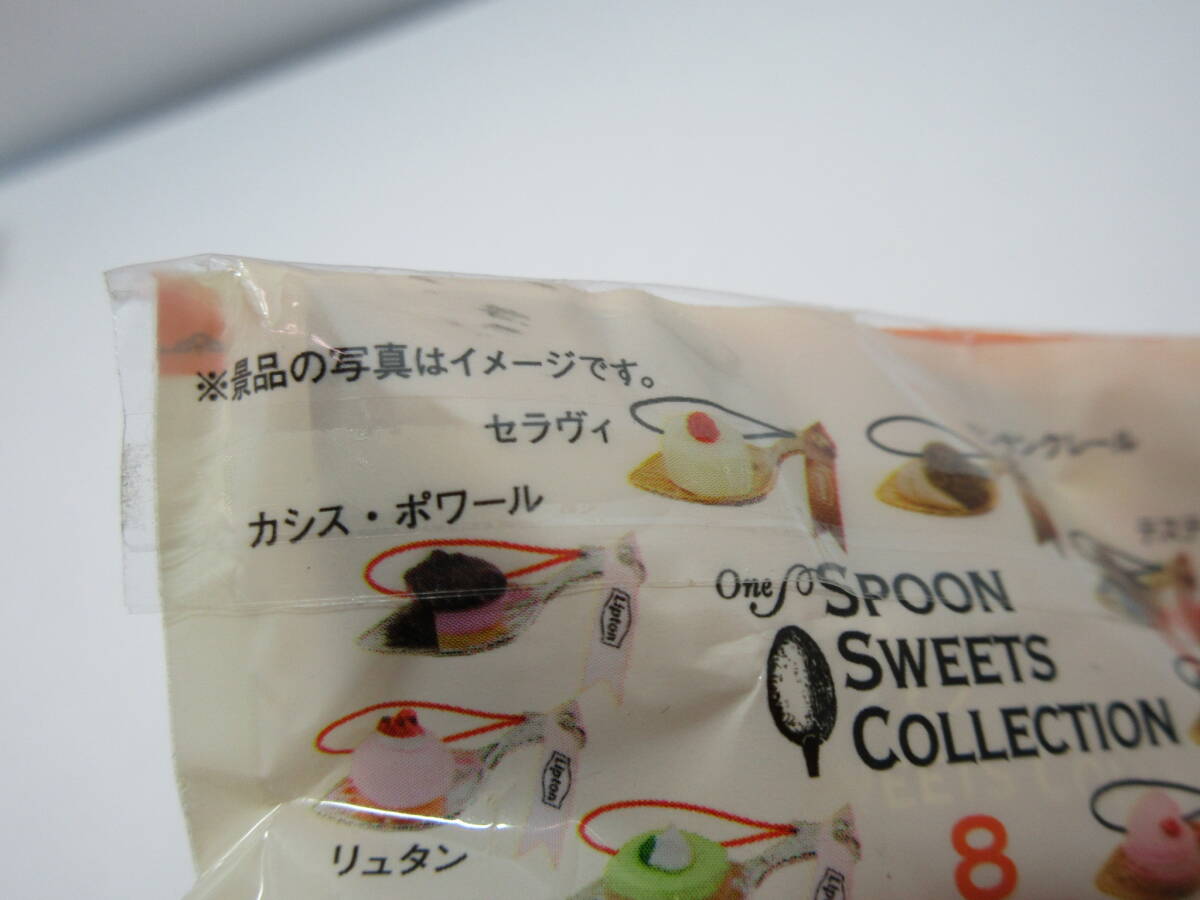 ※景品の写真はイメージです。
セラヴィ
カシス・ポワール
Lipton
One SPOON
SWEETS
COLLECTION
Lipton
リュタン
8
Lipton